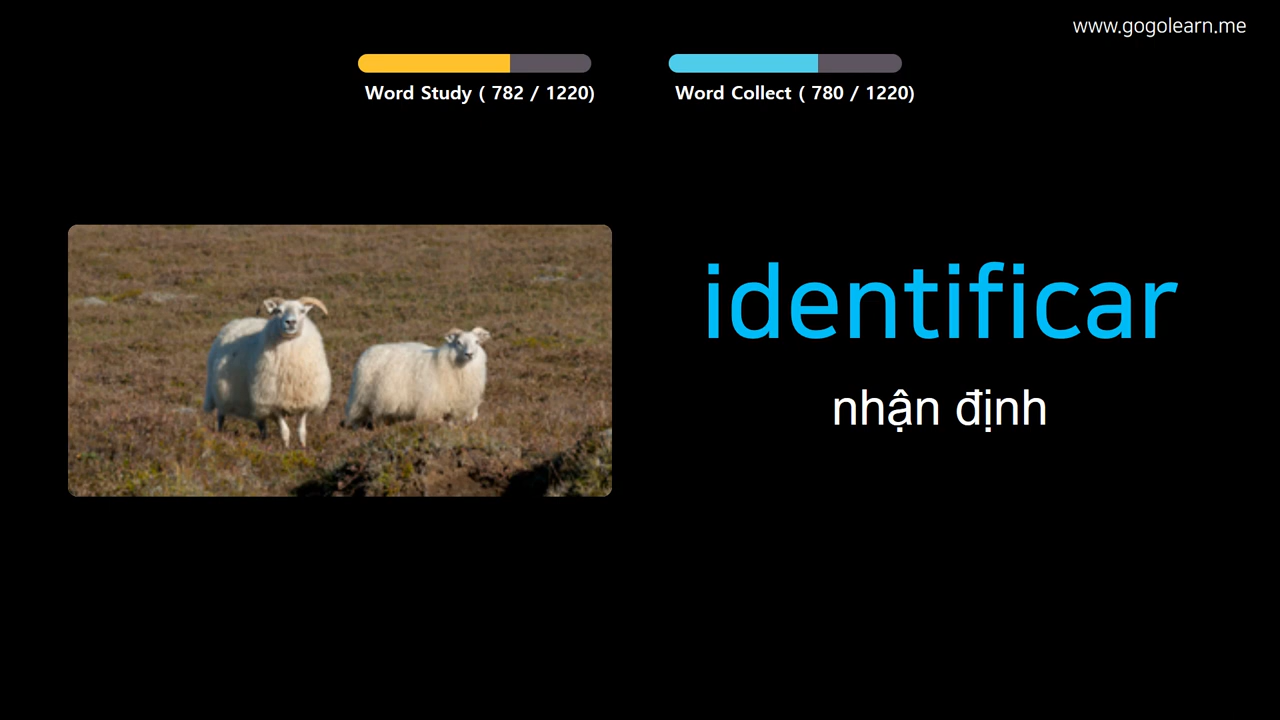 www.gogolearn.me
Word Study ( 782 / 1220)
Word Collect ( 780 / 1220)
identificar
nhận định